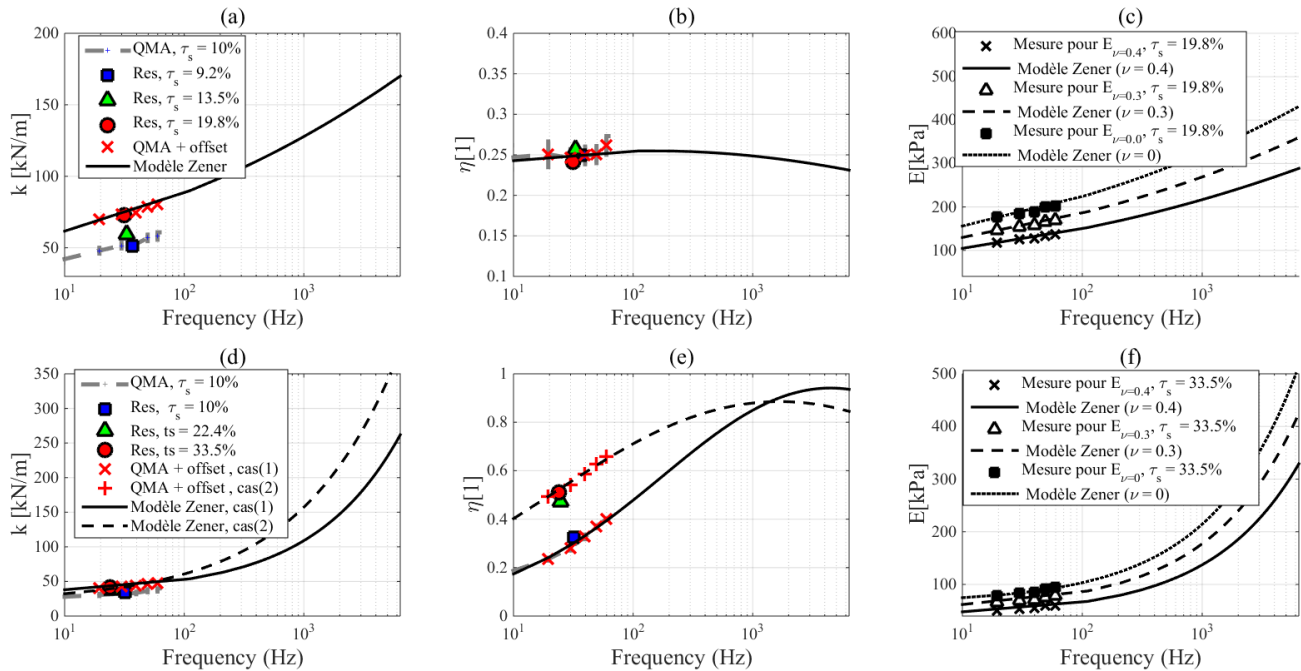 (a)
200
150
100
50
k [kN/m]
QMA, τs = 10%
Res, τs = 9.2%
Res, τs = 13.5%
Res, τs = 19.8%
QMA + offset
Modèle Zener
10^1 10^2 10^3
Frequency (Hz)
(b)
0.4
0.35
0.3
0.25
0.2
0.15
0.1
η[1]
10^1 10^2 10^3
Frequency (Hz)
(c)
600
500
400
300
200
100
E[kPa]
Mesure pour Eν=0.4, τs = 19.8%
Modèle Zener (ν = 0.4)
Mesure pour Eν=0.3, τs = 19.8%
Modèle Zener (ν = 0.3)
Mesure pour Eν=0.0, τs = 19.8%
Modèle Zener (ν = 0)
10^1 10^2 10^3
Frequency (Hz)
(d)
350
300
250
200
150
100
50
0
k [kN/m]
QMA, τs = 10%
Res, τs = 10%
Res, ts = 22.4%
Res, ts = 33.5%
QMA + offset , cas(1)
QMA + offset , cas(2)
Modèle Zener, cas(1)
Modèle Zener, cas(2)
10^1 10^2 10^3
Frequency (Hz)
(e)
1
0.8
0.6
0.4
0.2
0
η[1]
10^1 10^2 10^3
Frequency (Hz)
(f)
500
400
300
200
100
E[kPa]
Mesure pour Eν=0.4, τs = 33.5%
Modèle Zener (ν = 0.4)
Mesure pour Eν=0.3, τs = 33.5%
Modèle Zener (ν = 0.3)
Mesure pour Eν=0, τs = 33.5%
Modèle Zener (ν = 0)
10^1 10^2 10^3
Frequency (Hz)